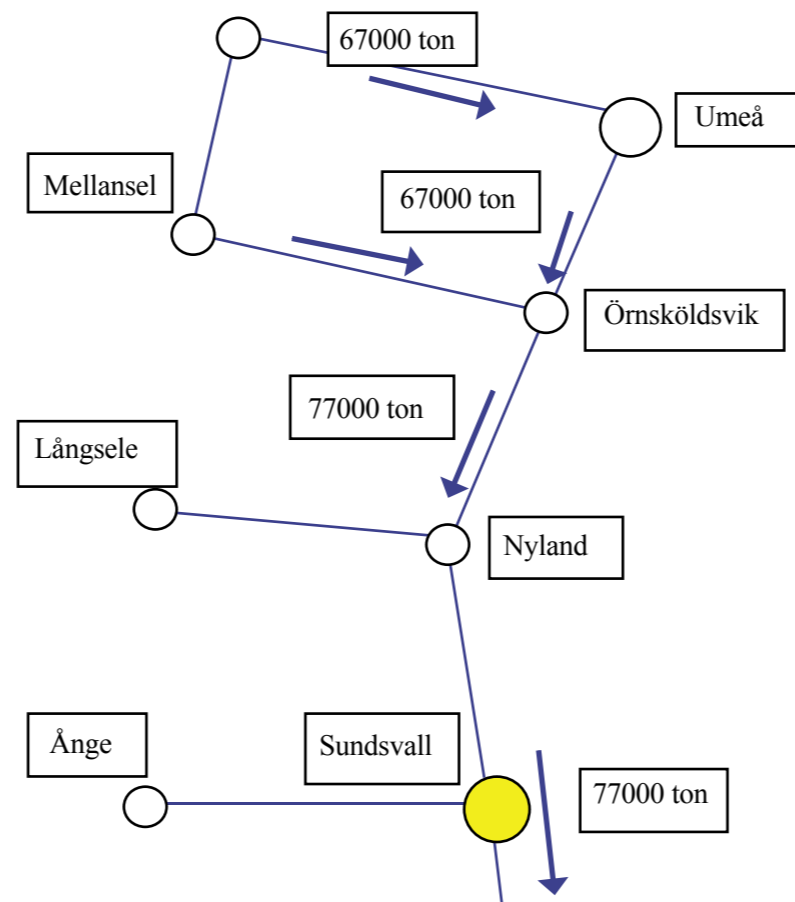 67000 ton
Umeå
Mellansel
67000 ton
Örnsköldsvik
77000 ton
Långsele
Nyland
Ånge
Sundsvall
77000 ton